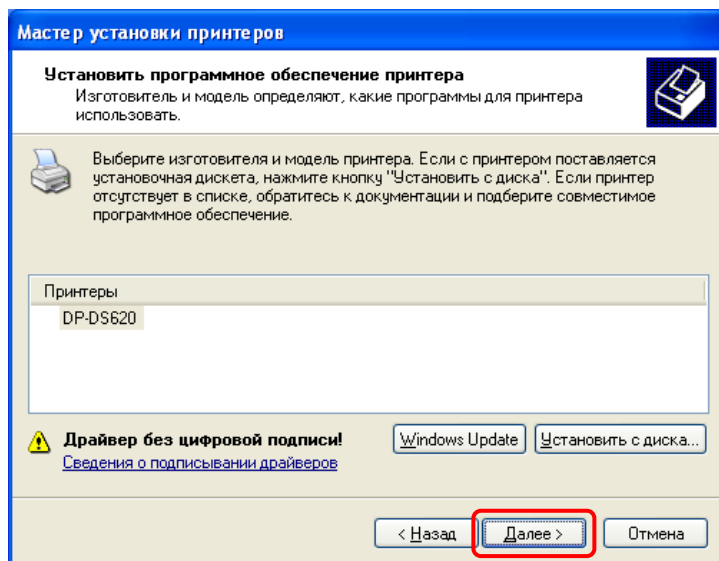 Мастер установки принтеров
Установить программное обеспечение принтера
Изготовитель и модель определяют, какие программы для принтера
использовать.
Выберите изготовителя и модель принтера. Если с принтером поставляется
установочная дискета, нажмите кнопку "Установить с диска". Если принтер
отсутствует в списке, обратитесь к документации и подберите совместимое
программное обеспечение.
Принтеры
DP-DS620
Драйвер без цифровой подписи!
Сведения о подписывании драйверов
Windows Update
Установить с диска...
< Назад
Далее >
Отмена